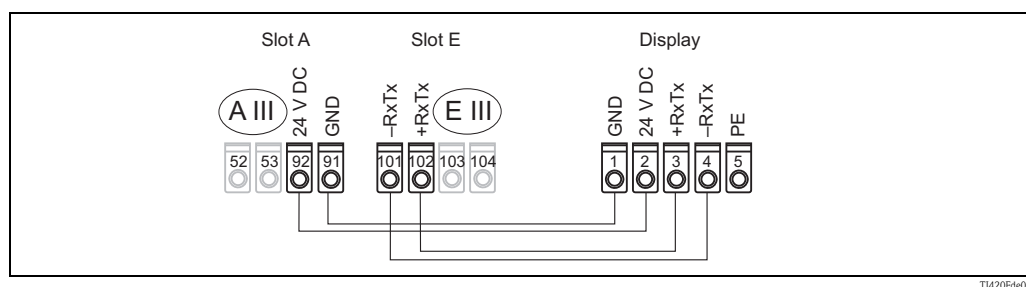 Slot A
Slot E
Display
A III
24 V DC
GND
–RxTx
+RxTx
E III
GND
24 V DC
+RxTx
–RxTx
PE
52 53 92 91 101 102 103 104 1 2 3 4 5